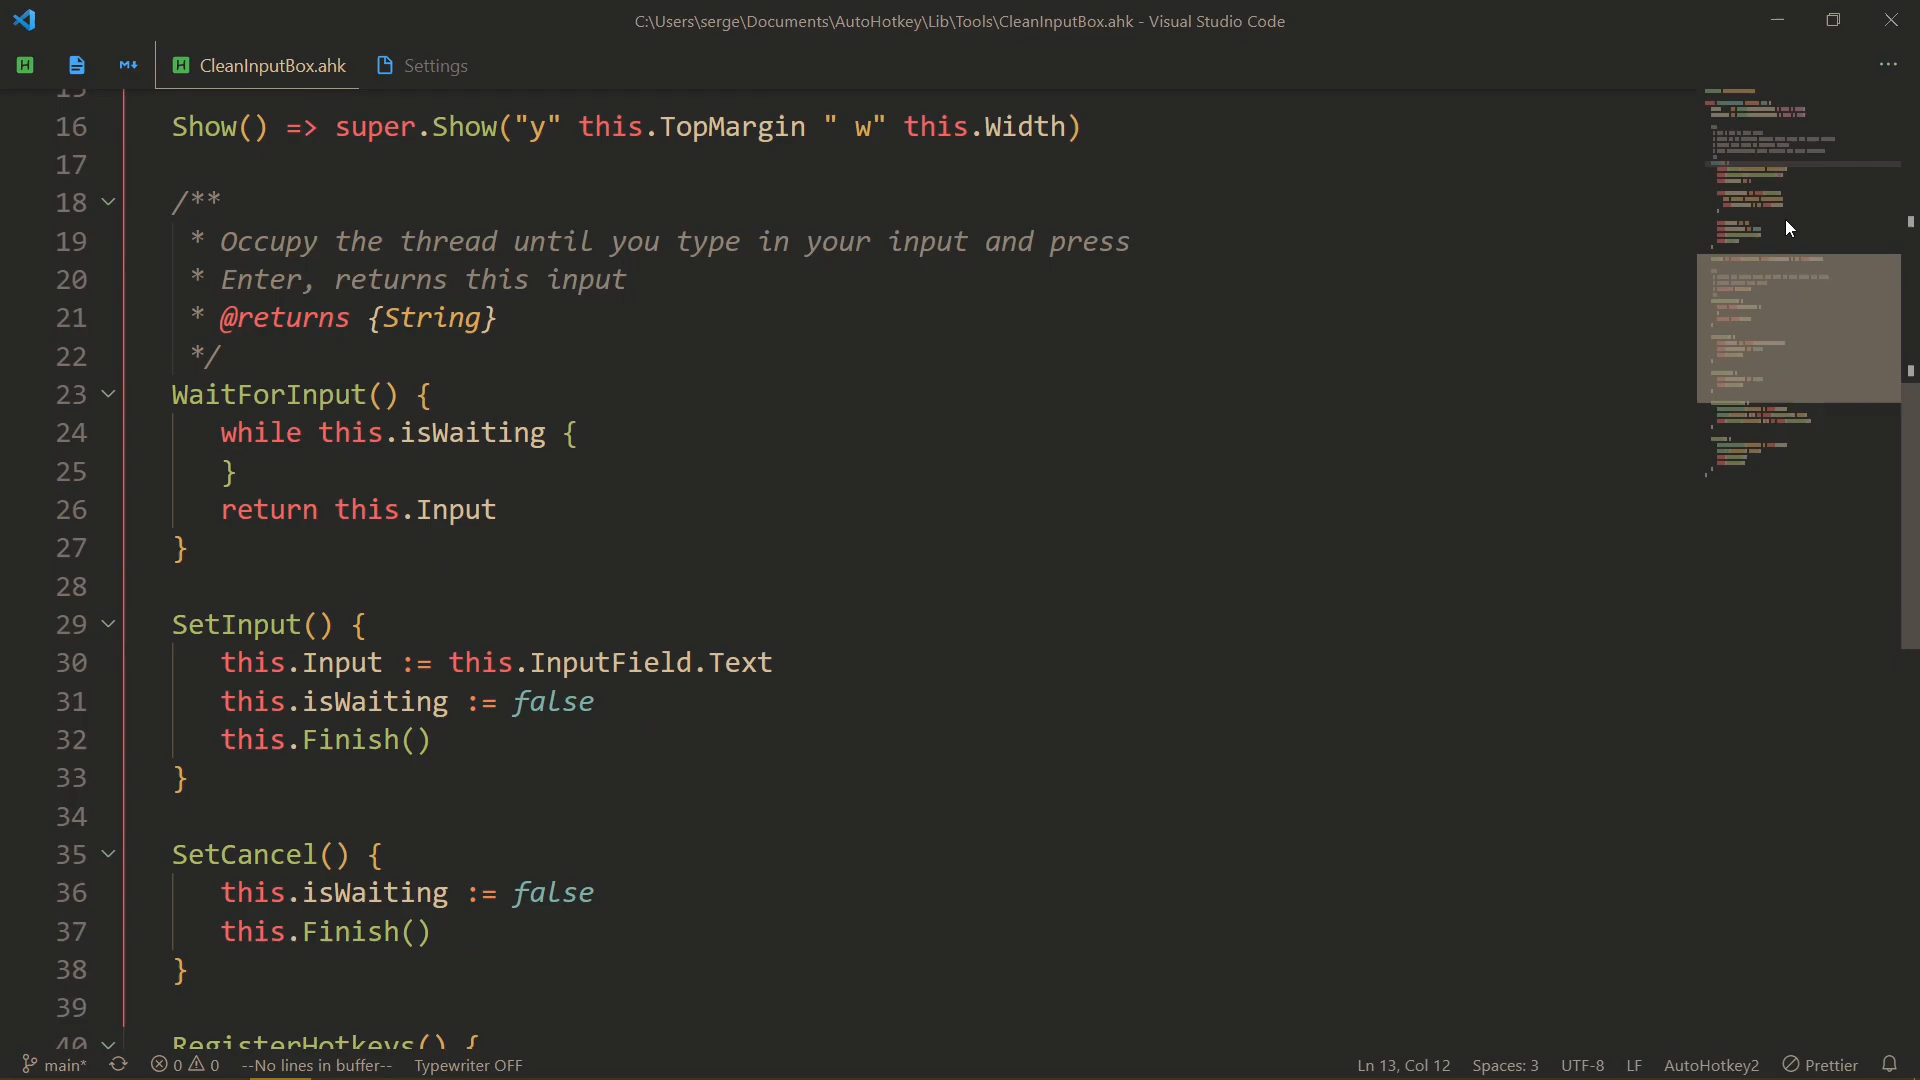 C:\Users\serge\Documents\AutoHotkey\Lib\Tools\CleanInputBox.ahk - Visual Studio Code
H M↓ H CleanInputBox.ahk Settings ...
15
16 Show() => super.Show("y" this.TopMargin " w" this.Width)
17
18 /**
19 * Occupy the thread until you type in your input and press
20 * Enter, returns this input
21 * @returns {String}
22 */
23 WaitForInput() {
24 while this.isWaiting {
25 }
26 return this.Input
27 }
28
29 SetInput() {
30 this.Input := this.InputField.Text
31 this.isWaiting := false
32 this.Finish()
33 }
34
35 SetCancel() {
36 this.isWaiting := false
37 this.Finish()
38 }
39
40 RegisterHotkeys() {
main* 0 0 --No lines in buffer-- Typewriter OFF Ln 13, Col 12 Spaces: 3 UTF-8 LF AutoHotkey2 Prettier